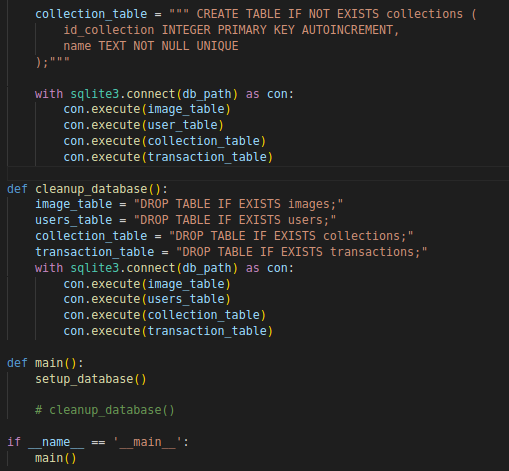 collection_table = """ CREATE TABLE IF NOT EXISTS collections (
id_collection INTEGER PRIMARY KEY AUTOINCREMENT,
name TEXT NOT NULL UNIQUE
);"""
with sqlite3.connect(db_path) as con:
con.execute(image_table)
con.execute(user_table)
con.execute(collection_table)
con.execute(transaction_table)
def cleanup_database():
image_table = "DROP TABLE IF EXISTS images;"
users_table = "DROP TABLE IF EXISTS users;"
collection_table = "DROP TABLE IF EXISTS collections;"
transaction_table = "DROP TABLE IF EXISTS transactions;"
with sqlite3.connect(db_path) as con:
con.execute(image_table)
con.execute(users_table)
con.execute(collection_table)
con.execute(transaction_table)
def main():
setup_database()
# cleanup_database()
if __name__ == '__main__':
main()